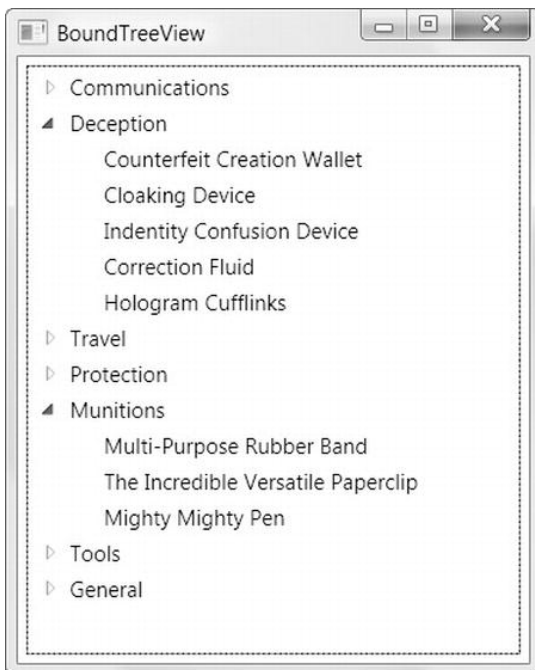 BoundTreeView
Communications
Deception
Counterfeit Creation Wallet
Cloaking Device
Indentity Confusion Device
Correction Fluid
Hologram Cufflinks
Travel
Protection
Munitions
Multi-Purpose Rubber Band
The Incredible Versatile Paperclip
Mighty Mighty Pen
Tools
General